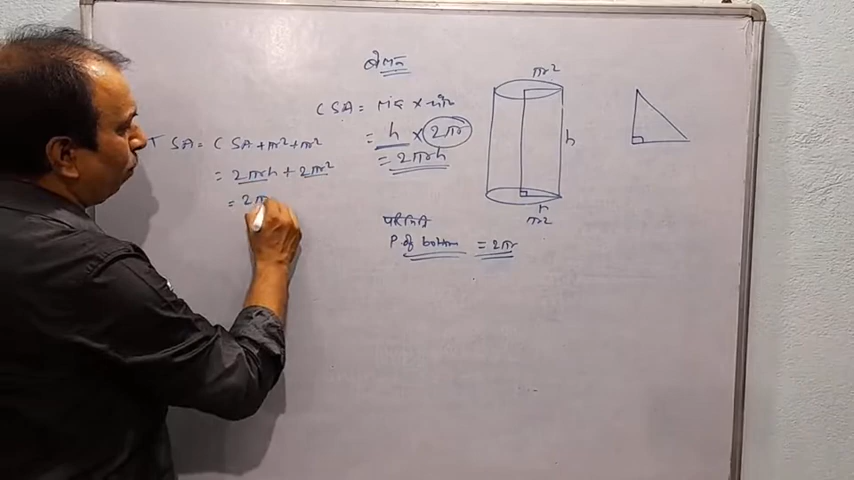 बेलन
πr²
CSA = ऊँचाई × परिधि
TSA = CSA + πr² + πr²
= h × 2πr
= 2πrh
= 2πrh + 2πr²
= 2π
h
r
πr²
परिमिति
P of bottom = 2πr